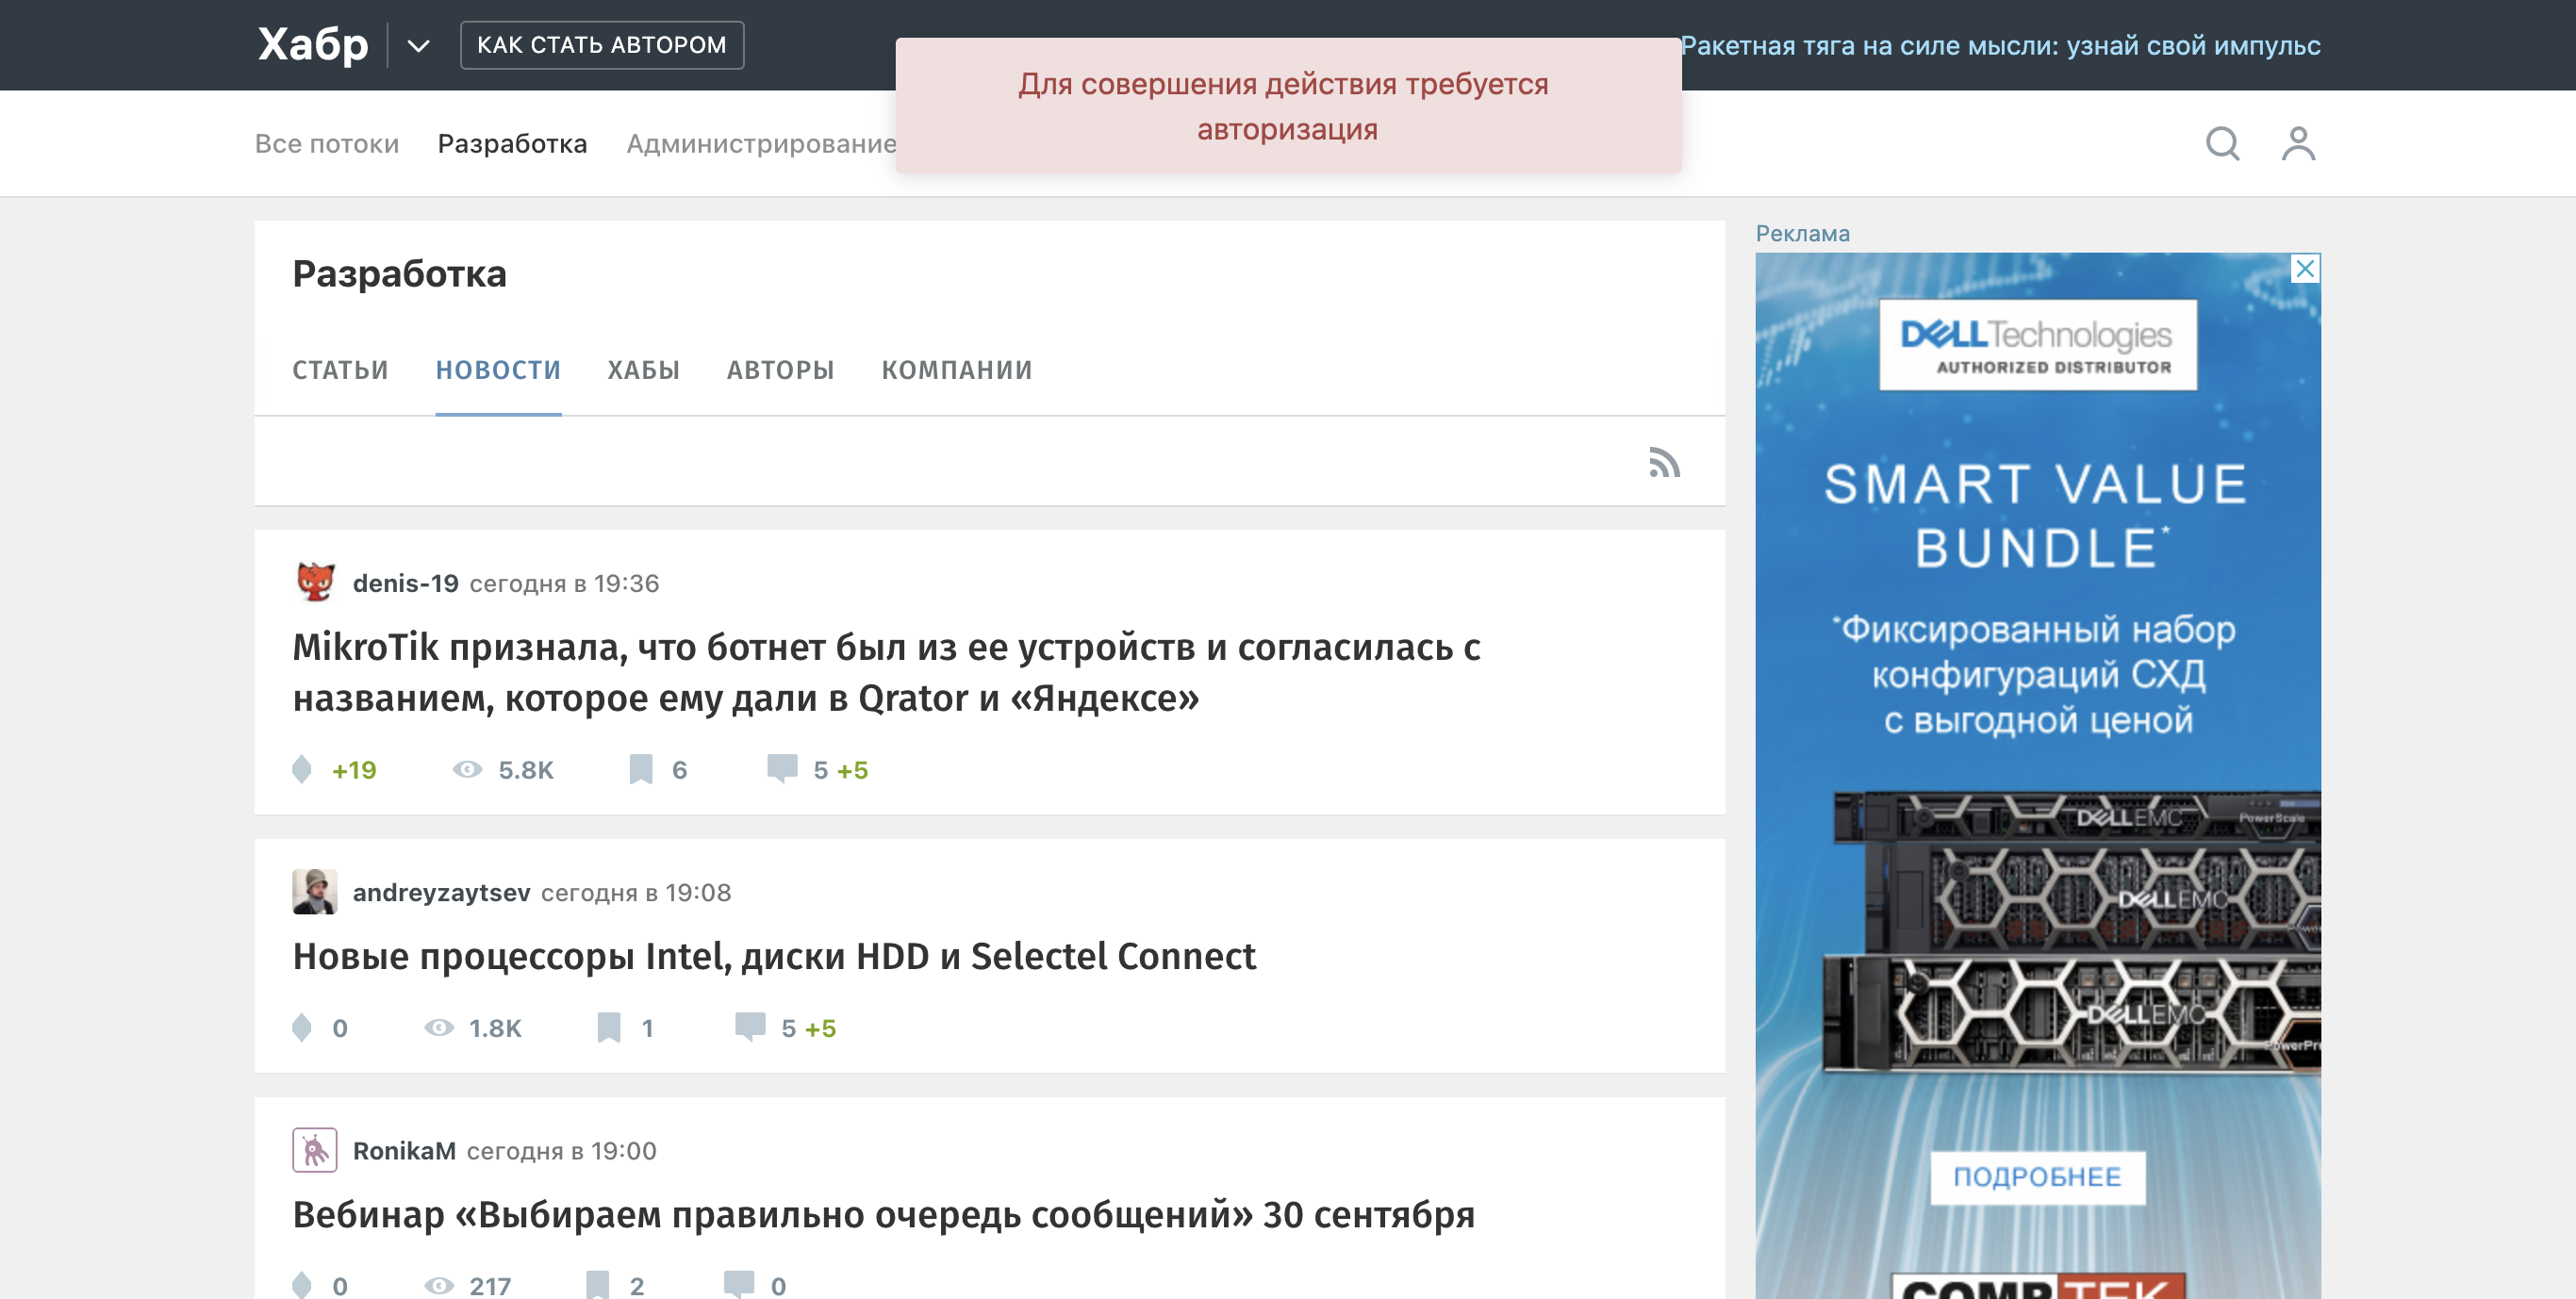 Хабр
КАК СТАТЬ АВТОРОМ
Ракетная тяга на силе мысли: узнай свой импульс
Для совершения действия требуется
авторизация
Все потоки Разработка Администрирование
Разработка
СТАТЬИ НОВОСТИ ХАБЫ АВТОРЫ КОМПАНИИ
denis-19 сегодня в 19:36
MikroTik признала, что ботнет был из ее устройств и согласилась с
названием, которое ему дали в Qrator и «Яндексе»
+19 5.8K 6 5 +5
andreyzaytsev сегодня в 19:08
Новые процессоры Intel, диски HDD и Selectel Connect
0 1.8K 1 5 +5
RonikaM сегодня в 19:00
Вебинар «Выбираем правильно очередь сообщений» 30 сентября
0 217 2 0
Реклама
DELL Technologies
AUTHORIZED DISTRIBUTOR
SMART VALUE
BUNDLE*
*Фиксированный набор
конфигураций СХД
с выгодной ценой
DELL EMC PowerScale
DELL EMC
DELL EMC
ПОДРОБНЕЕ
COMPTEK